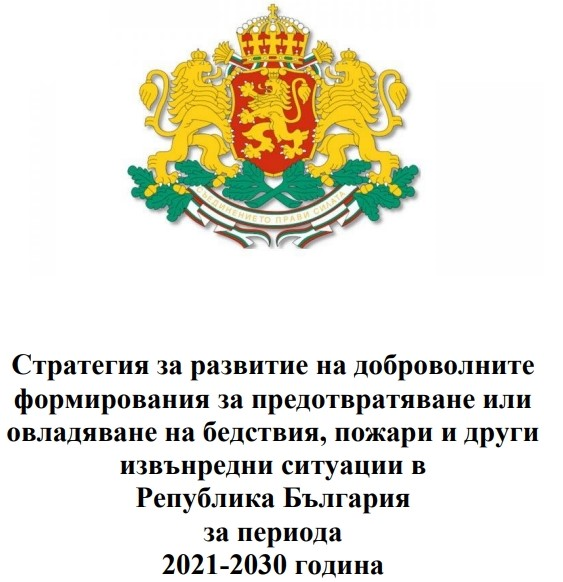 СЪЕДИНЕНИЕТО ПРАВИ СИЛАТА
Стратегия за развитие на доброволните
формирования за предотвратяване или
овладяване на бедствия, пожари и други
извънредни ситуации в
Република България
за периода
2021-2030 година